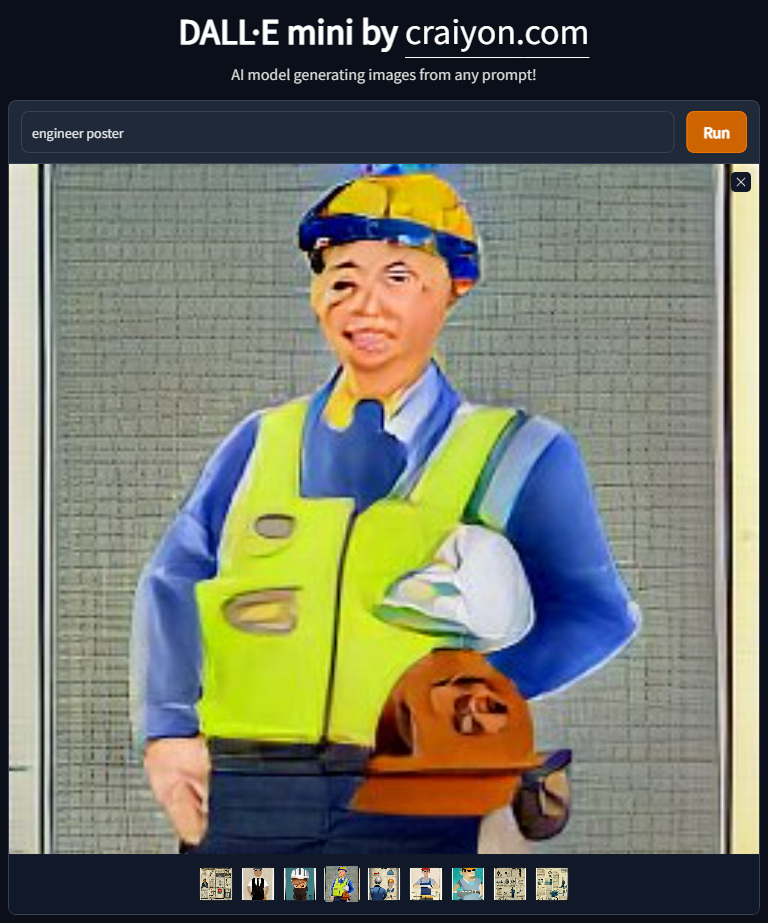 DALL·E mini by craiyon.com
AI model generating images from any prompt!
engineer poster
Run